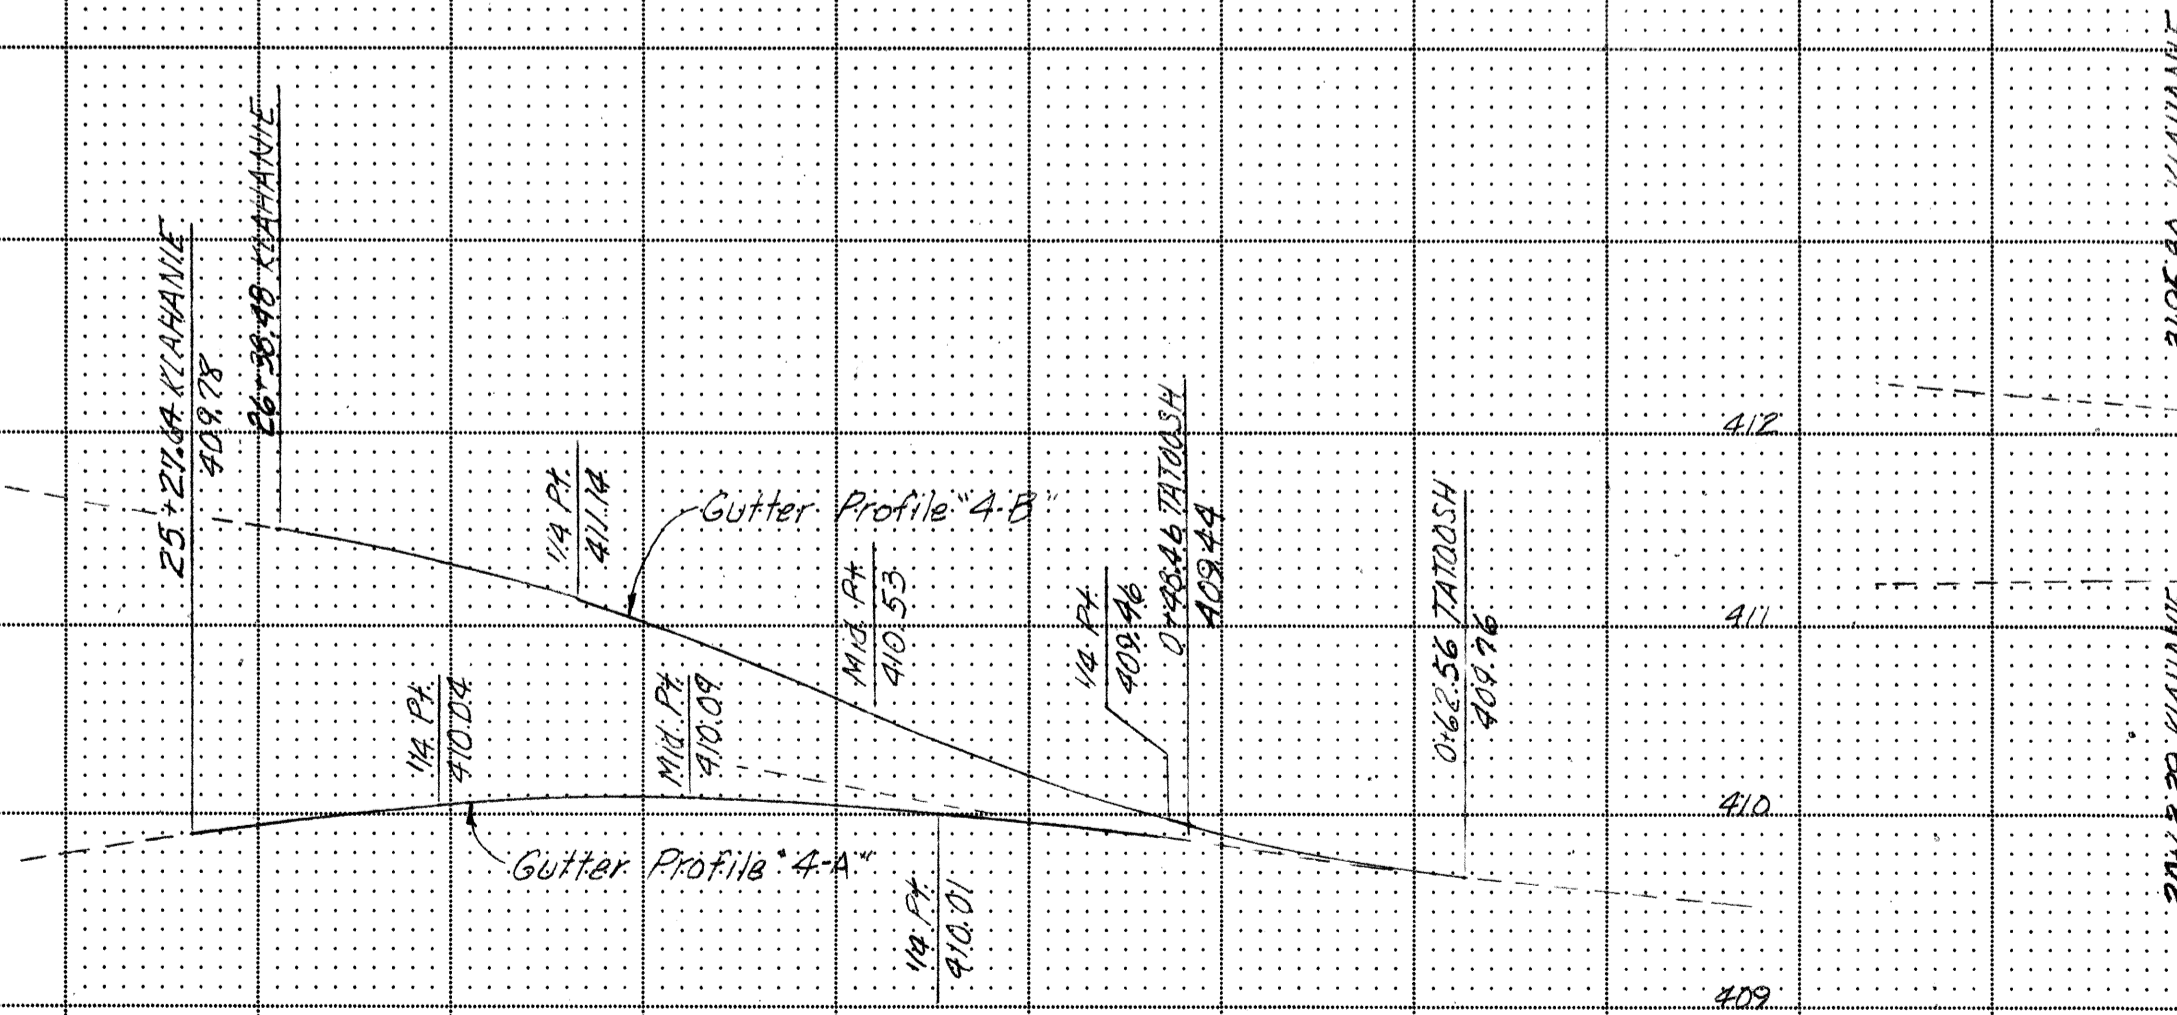 25+27.64 KLAHANIE
409.78
26+38.48 KLAHANIE
1/4 Pt.
411.14
Gutter Profile "4-B"
Mid. Pt.
410.53
1/4 Pt.
409.96
0+48.46 TATOOSH
409.44
0+62.56 TATOOSH
409.76
1/4 Pt.
410.04
Mid. Pt.
410.09
Gutter Profile "4-A"
1/4 Pt.
410.01
412
411
410
409